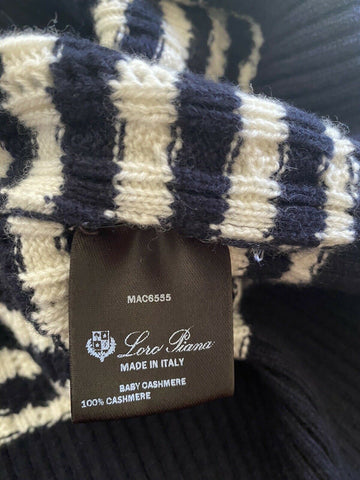 MAC6555
Loro Piana
MADE IN ITALY
BABY CASHMERE
100% CASHMERE